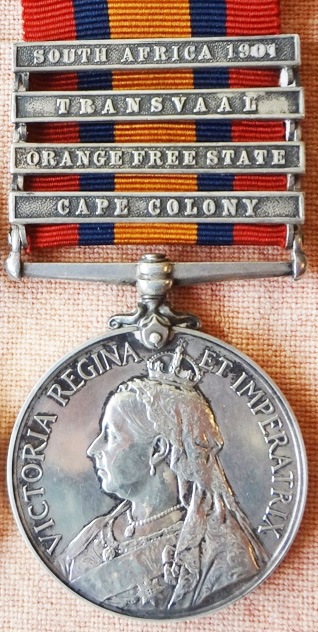 SOUTH AFRICA 1901
TRANSVAAL
ORANGE FREE STATE
CAPE COLONY
VICTORIA REGINA ET IMPERATRIX